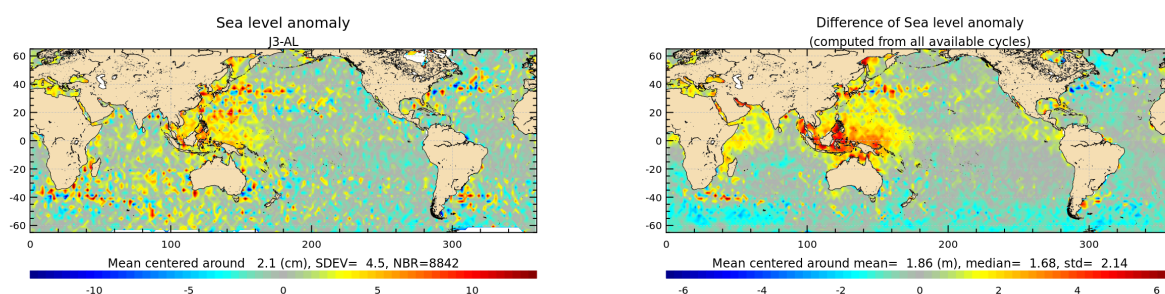 Sea level anomaly
J3-AL
60
40
20
0
-20
-40
-60
0 100 200 300
Mean centered around 2.1 (cm), SDEV= 4.5, NBR=8842
-10 -5 0 5 10
Difference of Sea level anomaly
(computed from all available cycles)
60
40
20
0
-20
-40
-60
0 100 200 300
Mean centered around mean= 1.86 (m), median= 1.68, std= 2.14
-6 -4 -2 0 2 4 6